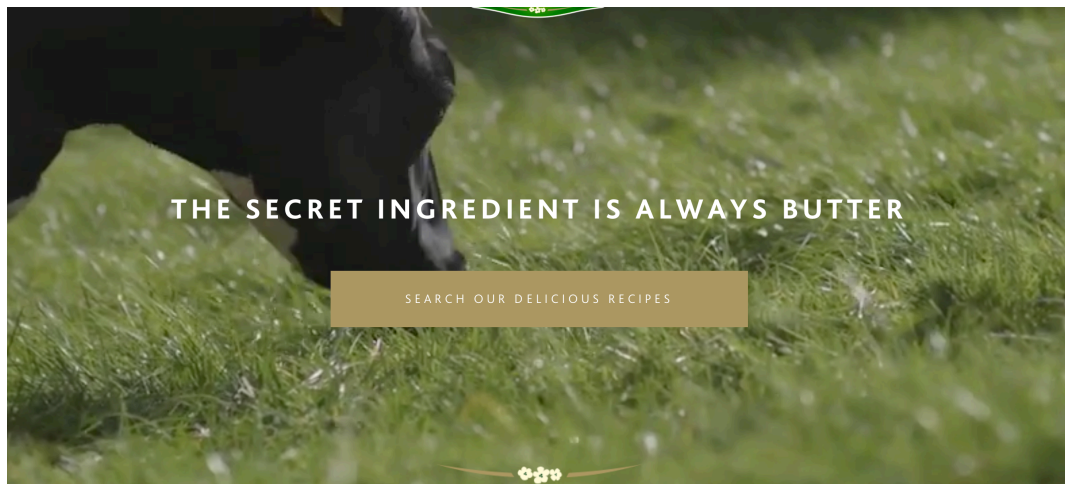 THE SECRET INGREDIENT IS ALWAYS BUTTER
SEARCH OUR DELICIOUS RECIPES